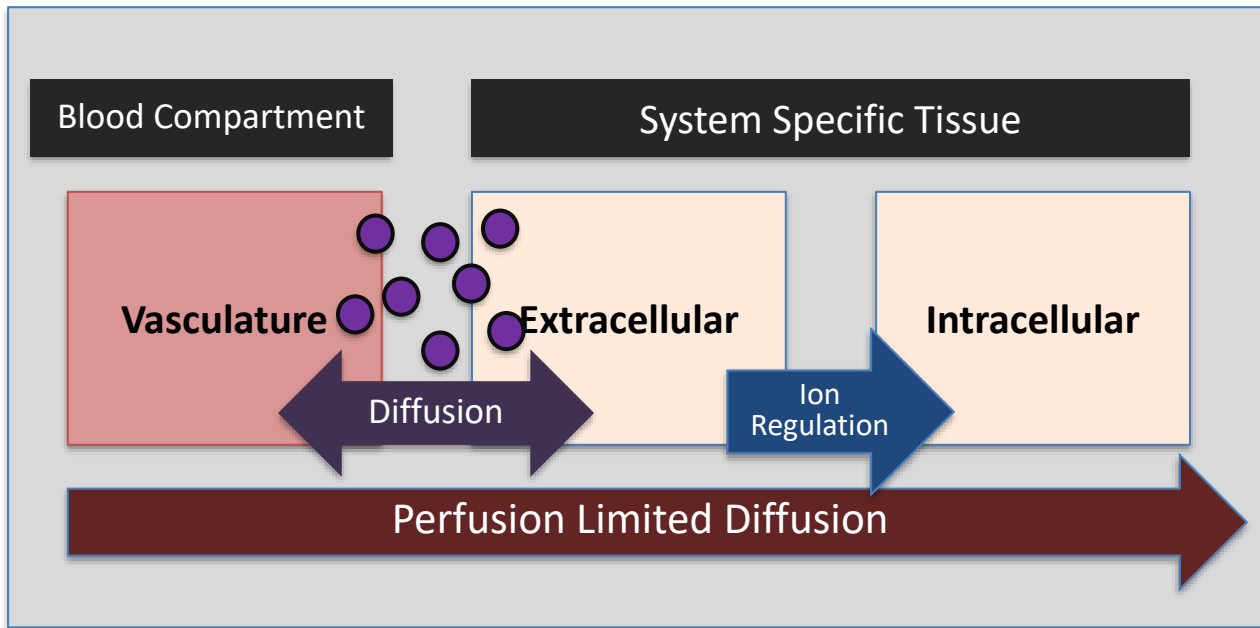 Blood Compartment
System Specific Tissue
Vasculature
Extracellular
Intracellular
Diffusion
Ion
Regulation
Perfusion Limited Diffusion